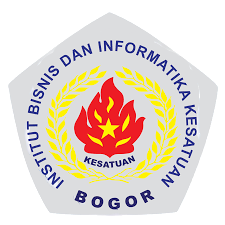 INSTITUT BISNIS DAN INFORMATIKA KESATUAN
KESATUAN
BOGOR